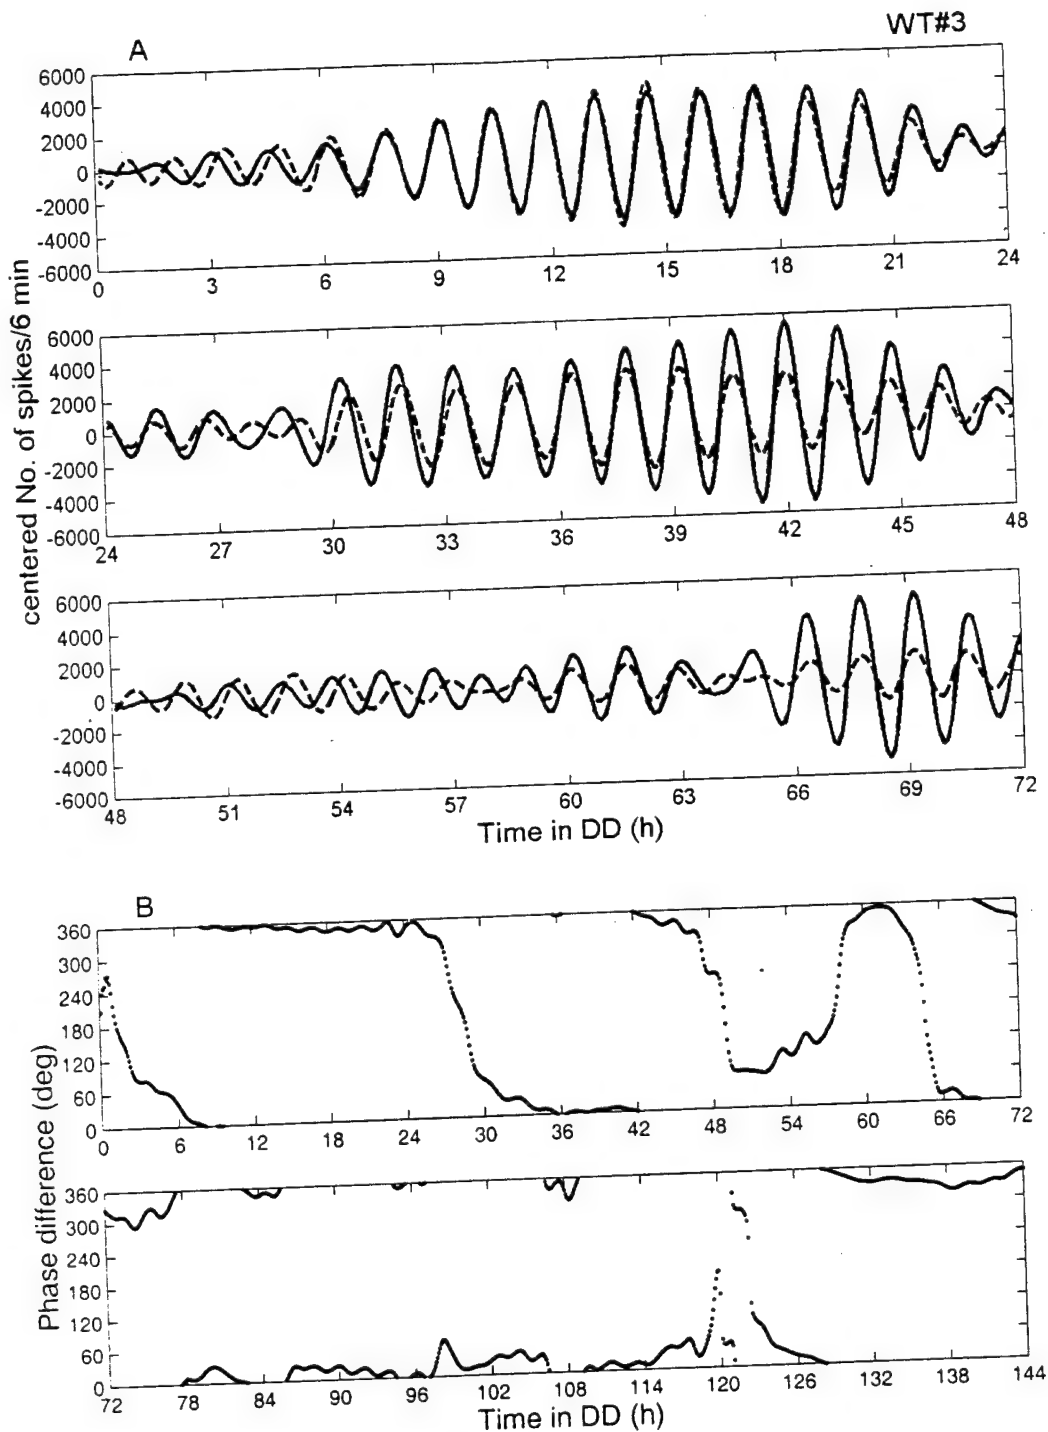 WT#3
A
6000
4000
2000
0
-2000
-4000
-6000
0 3 6 9 12 15 18 21 24
centered No. of spikes/6 min
6000
4000
2000
0
-2000
-4000
-6000
24 27 30 33 36 39 42 45 48
6000
4000
2000
0
-2000
-4000
-6000
48 51 54 57 60 63 66 69 72
Time in DD (h)
B
360
300
240
180
120
60
0
0 6 12 18 24 30 36 42 48 54 60 66 72
Phase difference (deg)
360
300
240
180
120
60
0
72 78 84 90 96 102 108 114 120 126 132 138 144
Time in DD (h)